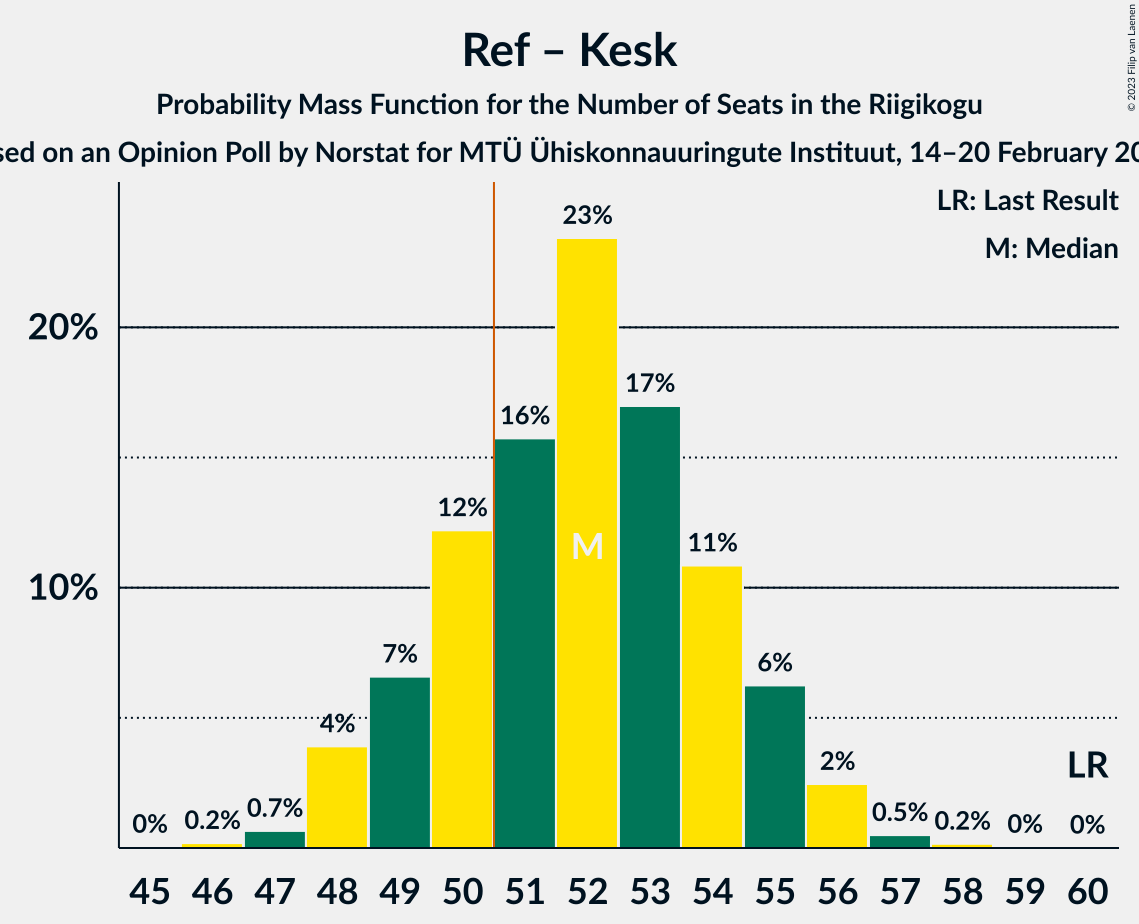 Ref – Kesk
Probability Mass Function for the Number of Seats in the Riigikogu
on an Opinion Poll by Norstat for MTÜ Ühiskonnauuringute Instituut, 14–20 February
© 2023 Filip van Laenen
LR: Last Result
M: Median
23%
20%
17%
16%
12%
M
11%
10%
7%
6%
4%
2%
LR
0%
0.2%
0.7%
0.5%
0.2%
0%
0%
45 46 47 48 49 50 51 52 53 54 55 56 57 58 59 60